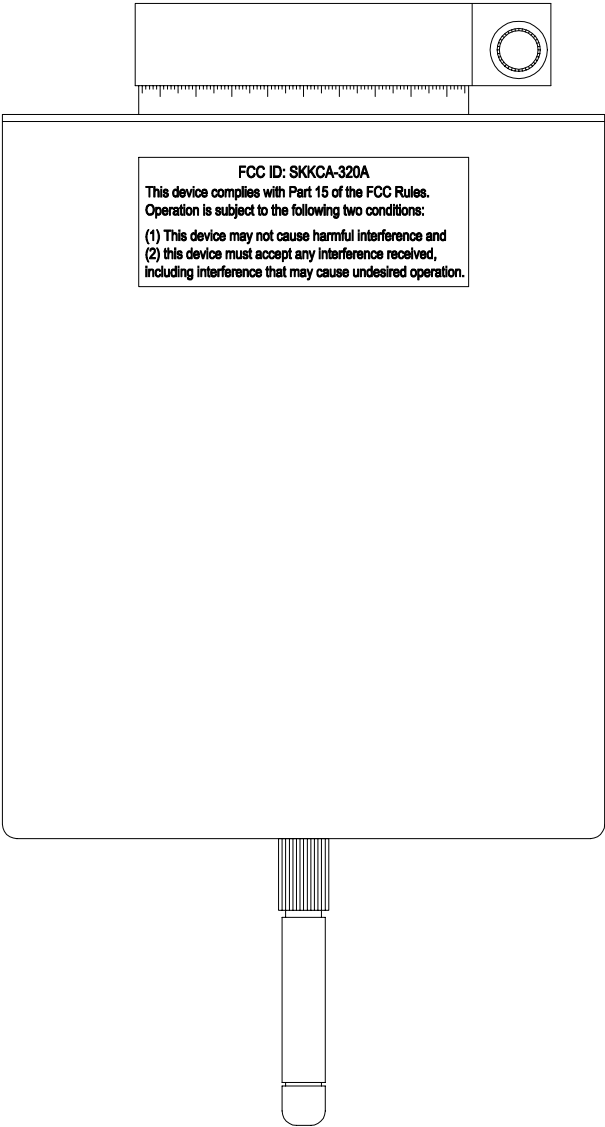 FCC ID: SKKCA-320A
This device complies with Part 15 of the FCC Rules.
Operation is subject to the following two conditions:
(1) This device may not cause harmful interference and
(2) this device must accept any interference received,
including interference that may cause undesired operation.